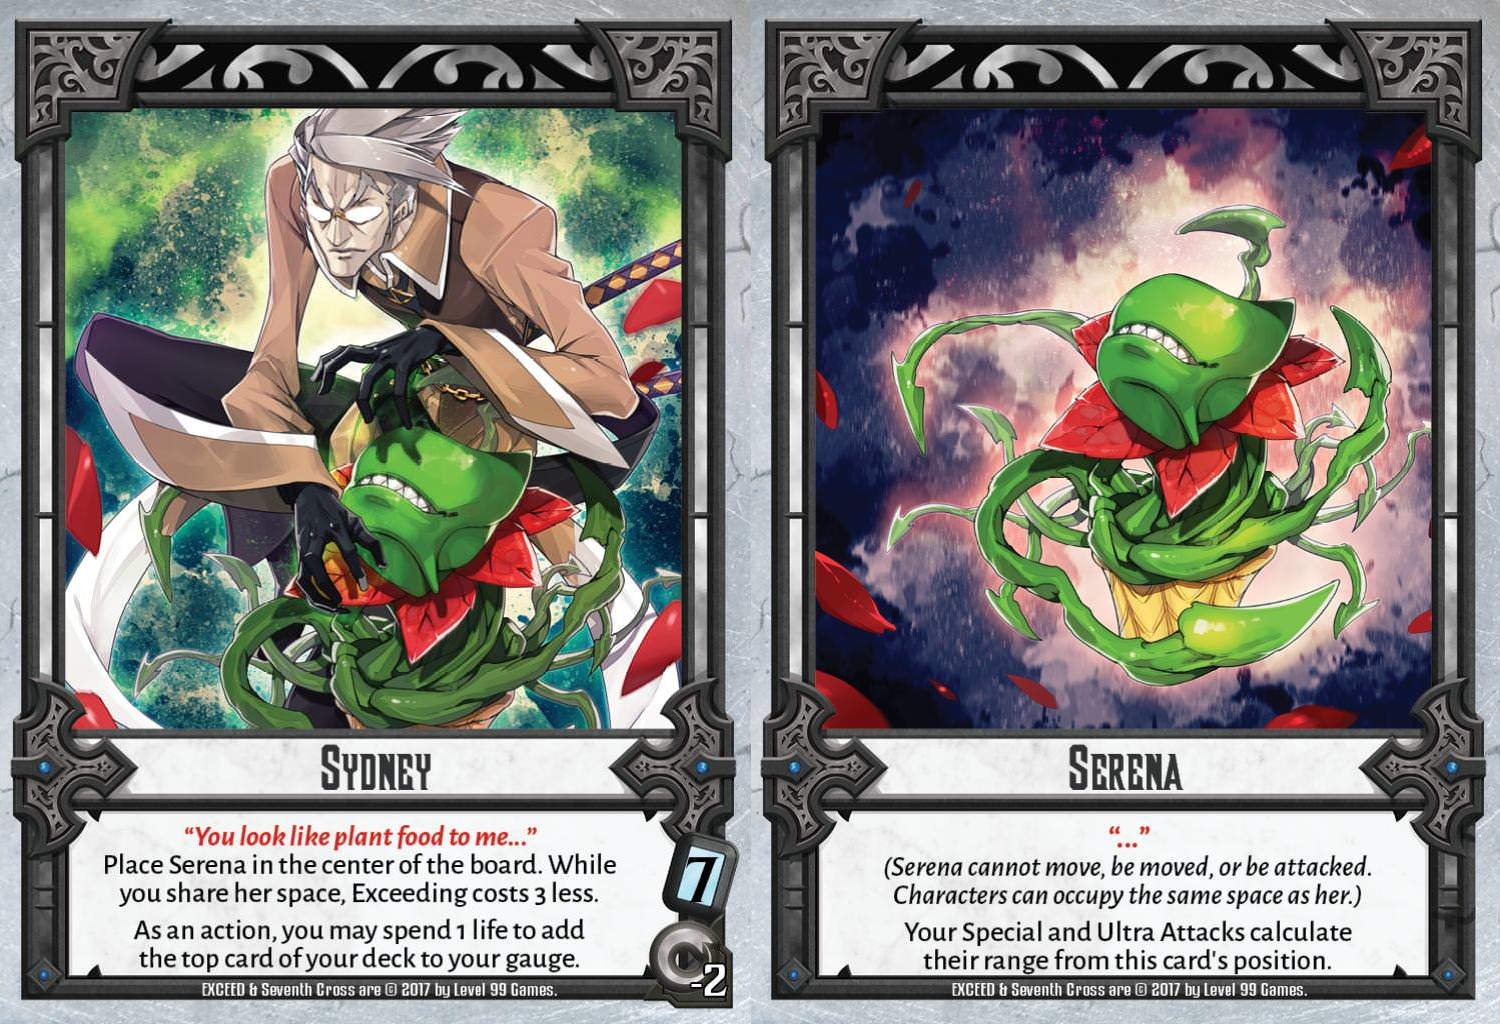 SYDNEY
“You look like plant food to me...”
Place Serena in the center of the board. While
you share her space, Exceeding costs 3 less.
As an action, you may spend 1 life to add
the top card of your deck to your gauge.
7
-2
EXCEED & Seventh Cross are © 2017 by Level 99 Games.
SERENA
“...”
(Serena cannot move, be moved, or be attacked.
Characters can occupy the same space as her.)
Your Special and Ultra Attacks calculate
their range from this card's position.
EXCEED & Seventh Cross are © 2017 by Level 99 Games.